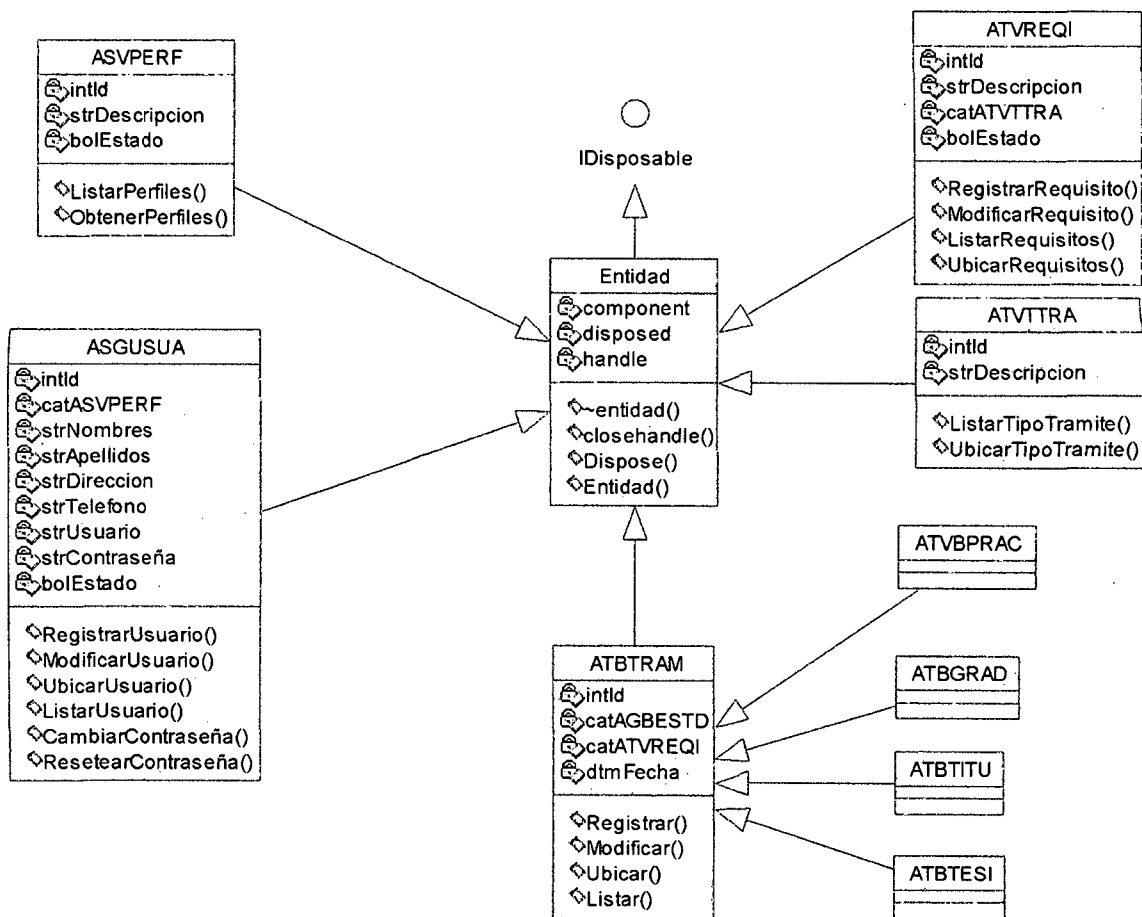 ASVPERF
intId
strDescripcion
bolEstado
ListarPerfiles()
ObtenerPerfiles()
IDisposable
ATVREQI
intId
strDescripcion
catATVTTRA
bolEstado
RegistrarRequisito()
ModificarRequisito()
ListarRequisitos()
UbicarRequisitos()
Entidad
component
disposed
handle
~entidad()
closehandle()
Dispose()
Entidad()
ATVTTRA
intId
strDescripcion
ListarTipoTramite()
UbicarTipoTramite()
ASGUSUA
intId
catASVPERF
strNombres
strApellidos
strDireccion
strTelefono
strUsuario
strContraseña
bolEstado
RegistrarUsuario()
ModificarUsuario()
UbicarUsuario()
ListarUsuario()
CambiarContraseña()
ResetearContraseña()
ATBTRAM
intId
catAGBESTD
catATVREQI
dtmFecha
Registrar()
Modificar()
Ubicar()
Listar()
ATVBPRAC
ATBGRAD
ATBTITU
ATBTESI